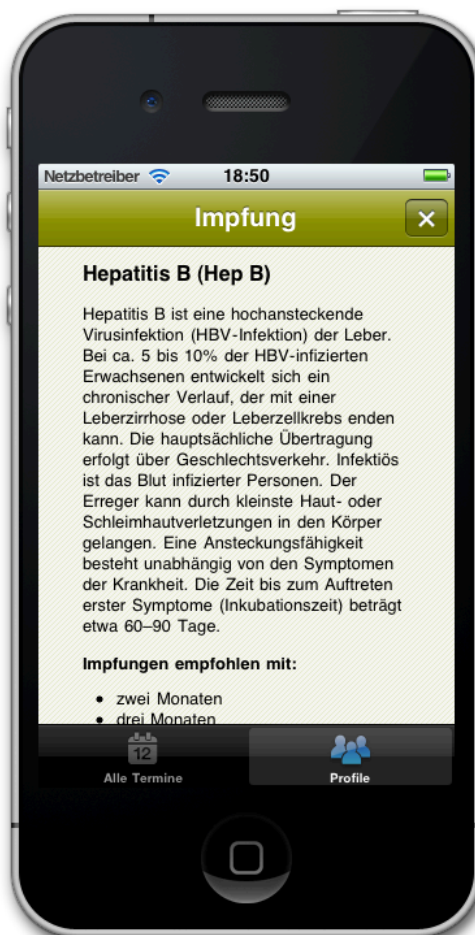 Netzbetreiber 18:50
Impfung
Hepatitis B (Hep B)
Hepatitis B ist eine hochansteckende
Virusinfektion (HBV-Infektion) der Leber.
Bei ca. 5 bis 10% der HBV-infizierten
Erwachsenen entwickelt sich ein
chronischer Verlauf, der mit einer
Leberzirrhose oder Leberzellkrebs enden
kann. Die hauptsächliche Übertragung
erfolgt über Geschlechtsverkehr. Infektiös
ist das Blut infizierter Personen. Der
Erreger kann durch kleinste Haut- oder
Schleimhautverletzungen in den Körper
gelangen. Eine Ansteckungsfähigkeit
besteht unabhängig von den Symptomen
der Krankheit. Die Zeit bis zum Auftreten
erster Symptome (Inkubationszeit) beträgt
etwa 60–90 Tage.
Impfungen empfohlen mit:
• zwei Monaten
• drei Monaten
12
Alle Termine Profile